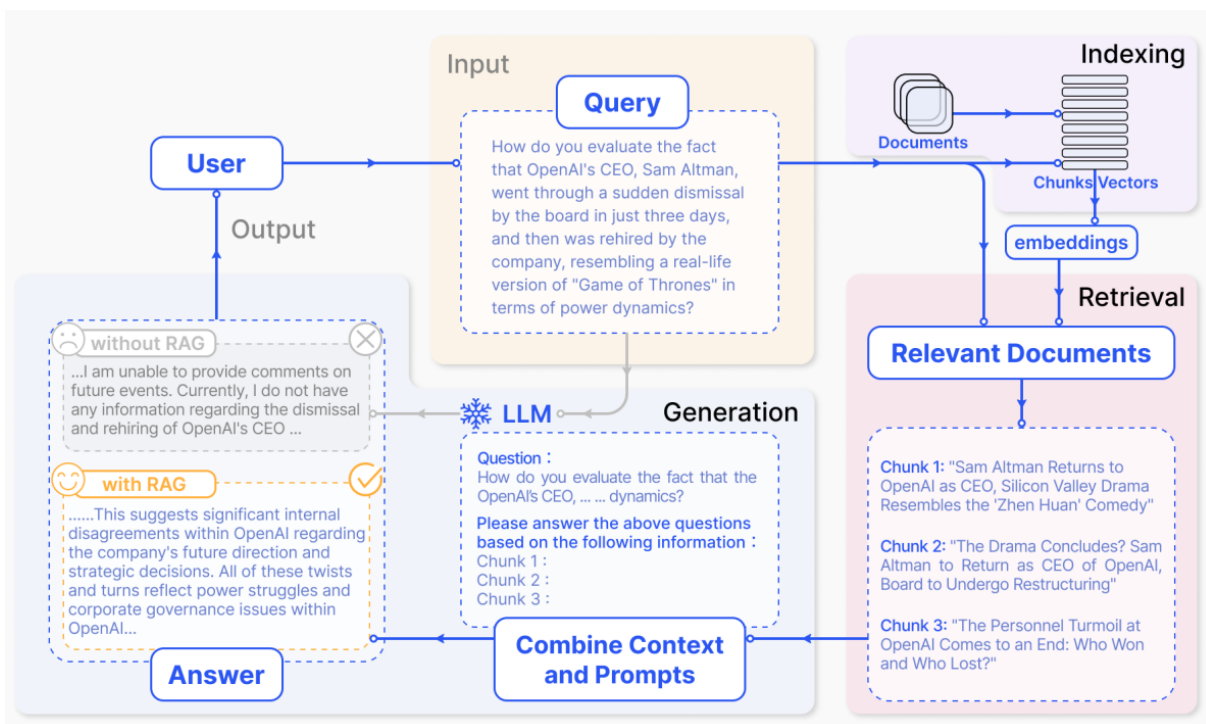 Input
Query
How do you evaluate the fact
that OpenAI's CEO, Sam Altman,
went through a sudden dismissal
by the board in just three days,
and then was rehired by the
company, resembling a real-life
version of "Game of Thrones" in
terms of power dynamics?
Indexing
Documents
Chunks Vectors
embeddings
User
Output
Retrieval
Relevant Documents
Chunk 1: "Sam Altman Returns to
OpenAI as CEO, Silicon Valley Drama
Resembles the 'Zhen Huan' Comedy"
Chunk 2: "The Drama Concludes? Sam
Altman to Return as CEO of OpenAI,
Board to Undergo Restructuring"
Chunk 3: "The Personnel Turmoil at
OpenAI Comes to an End: Who Won
and Who Lost?"
Generation
LLM
Question :
How do you evaluate the fact that the
OpenAI's CEO, ... ... dynamics?
Please answer the above questions
based on the following information :
Chunk 1 :
Chunk 2 :
Chunk 3 :
Combine Context
and Prompts
without RAG
...I am unable to provide comments on
future events. Currently, I do not have
any information regarding the dismissal
and rehiring of OpenAI's CEO ...
with RAG
......This suggests significant internal
disagreements within OpenAI regarding
the company's future direction and
strategic decisions. All of these twists
and turns reflect power struggles and
corporate governance issues within
OpenAI...
Answer